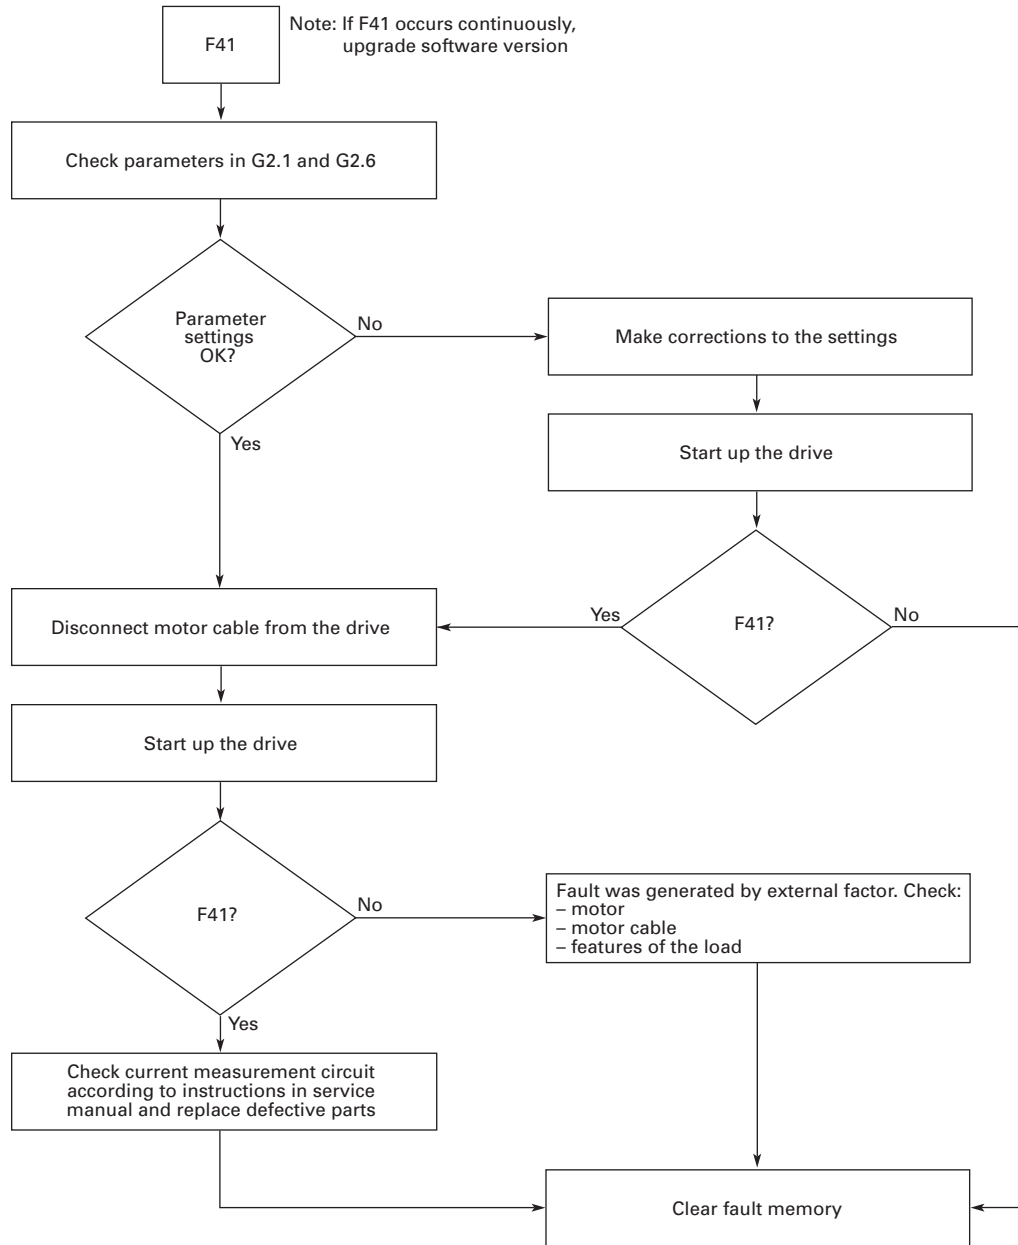 F41
Note: If F41 occurs continuously,
upgrade software version
Check parameters in G2.1 and G2.6
Parameter
settings
OK?
No
Make corrections to the settings
Yes
Start up the drive
Disconnect motor cable from the drive
Yes
F41?
No
Start up the drive
F41?
No
Fault was generated by external factor. Check:
– motor
– motor cable
– features of the load
Yes
Check current measurement circuit
according to instructions in service
manual and replace defective parts
Clear fault memory